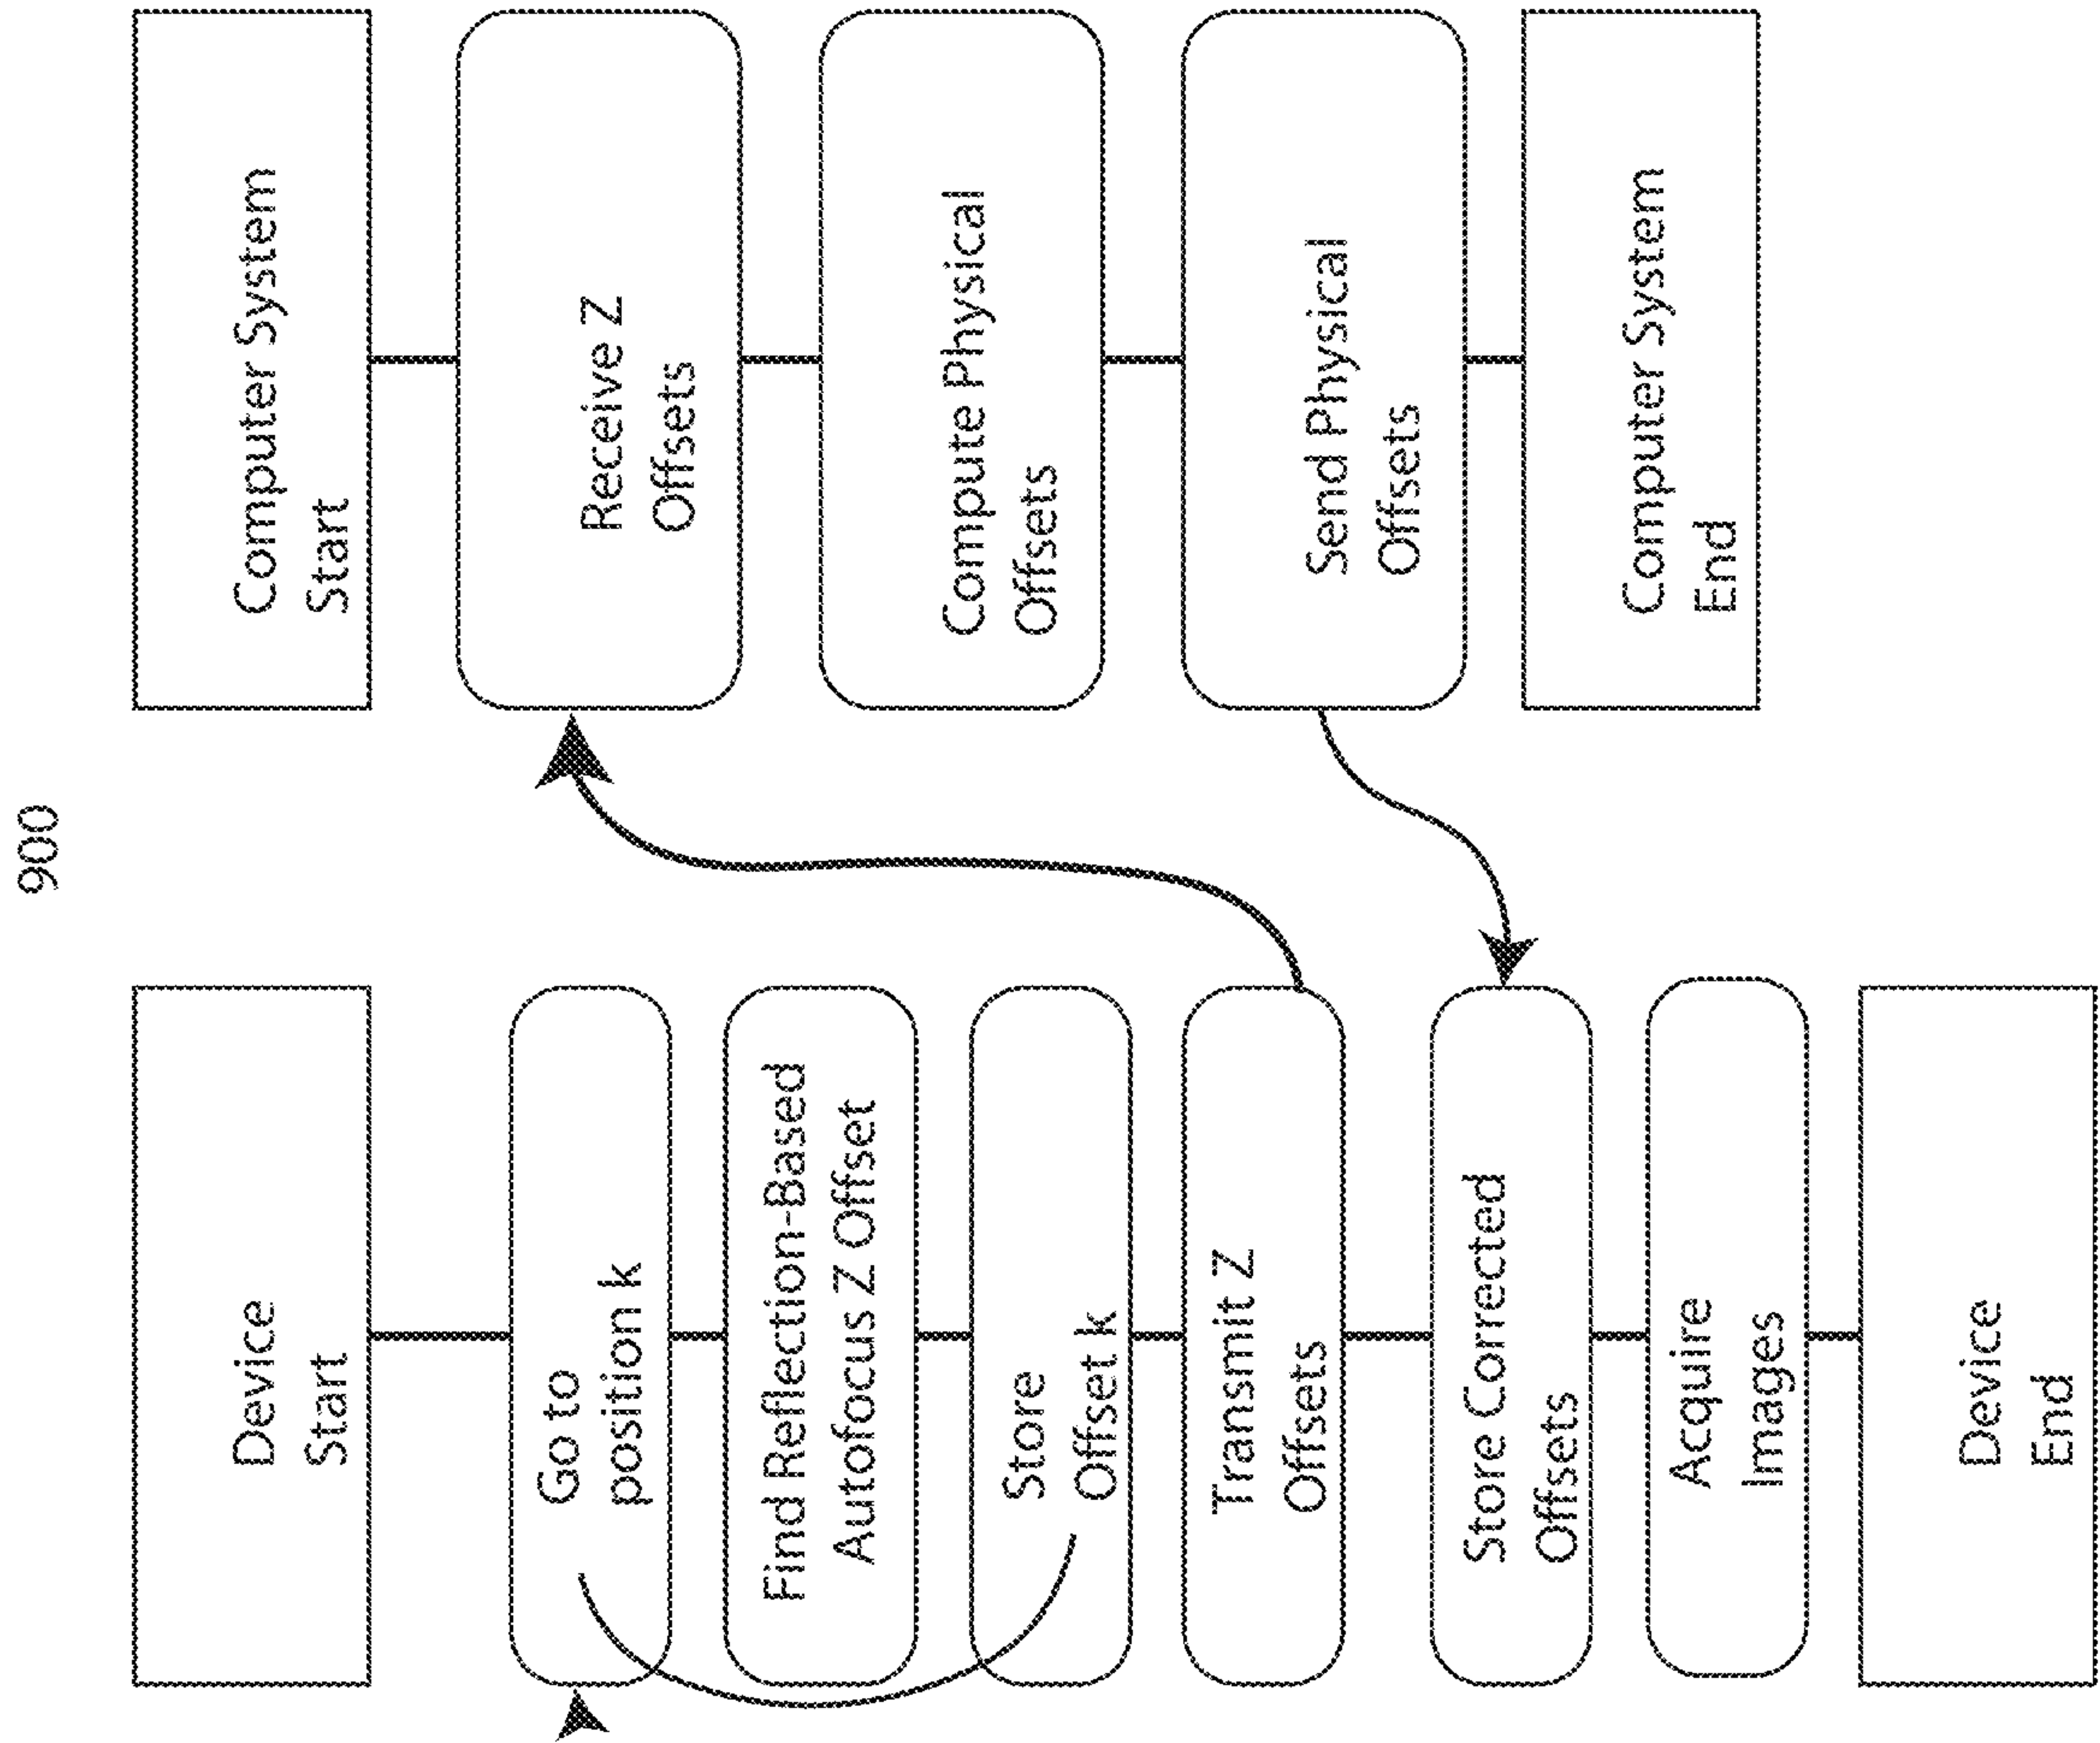 900
Device
Start
Go to
position k
Find Reflection-Based
Autofocus Z Offset
Store
Offset k
Transmit Z
Offsets
Store Corrected
Offsets
Acquire
Images
Device
End
Computer System
Start
Receive Z
Offsets
Compute Physical
Offsets
Send Physical
Offsets
Computer System
End